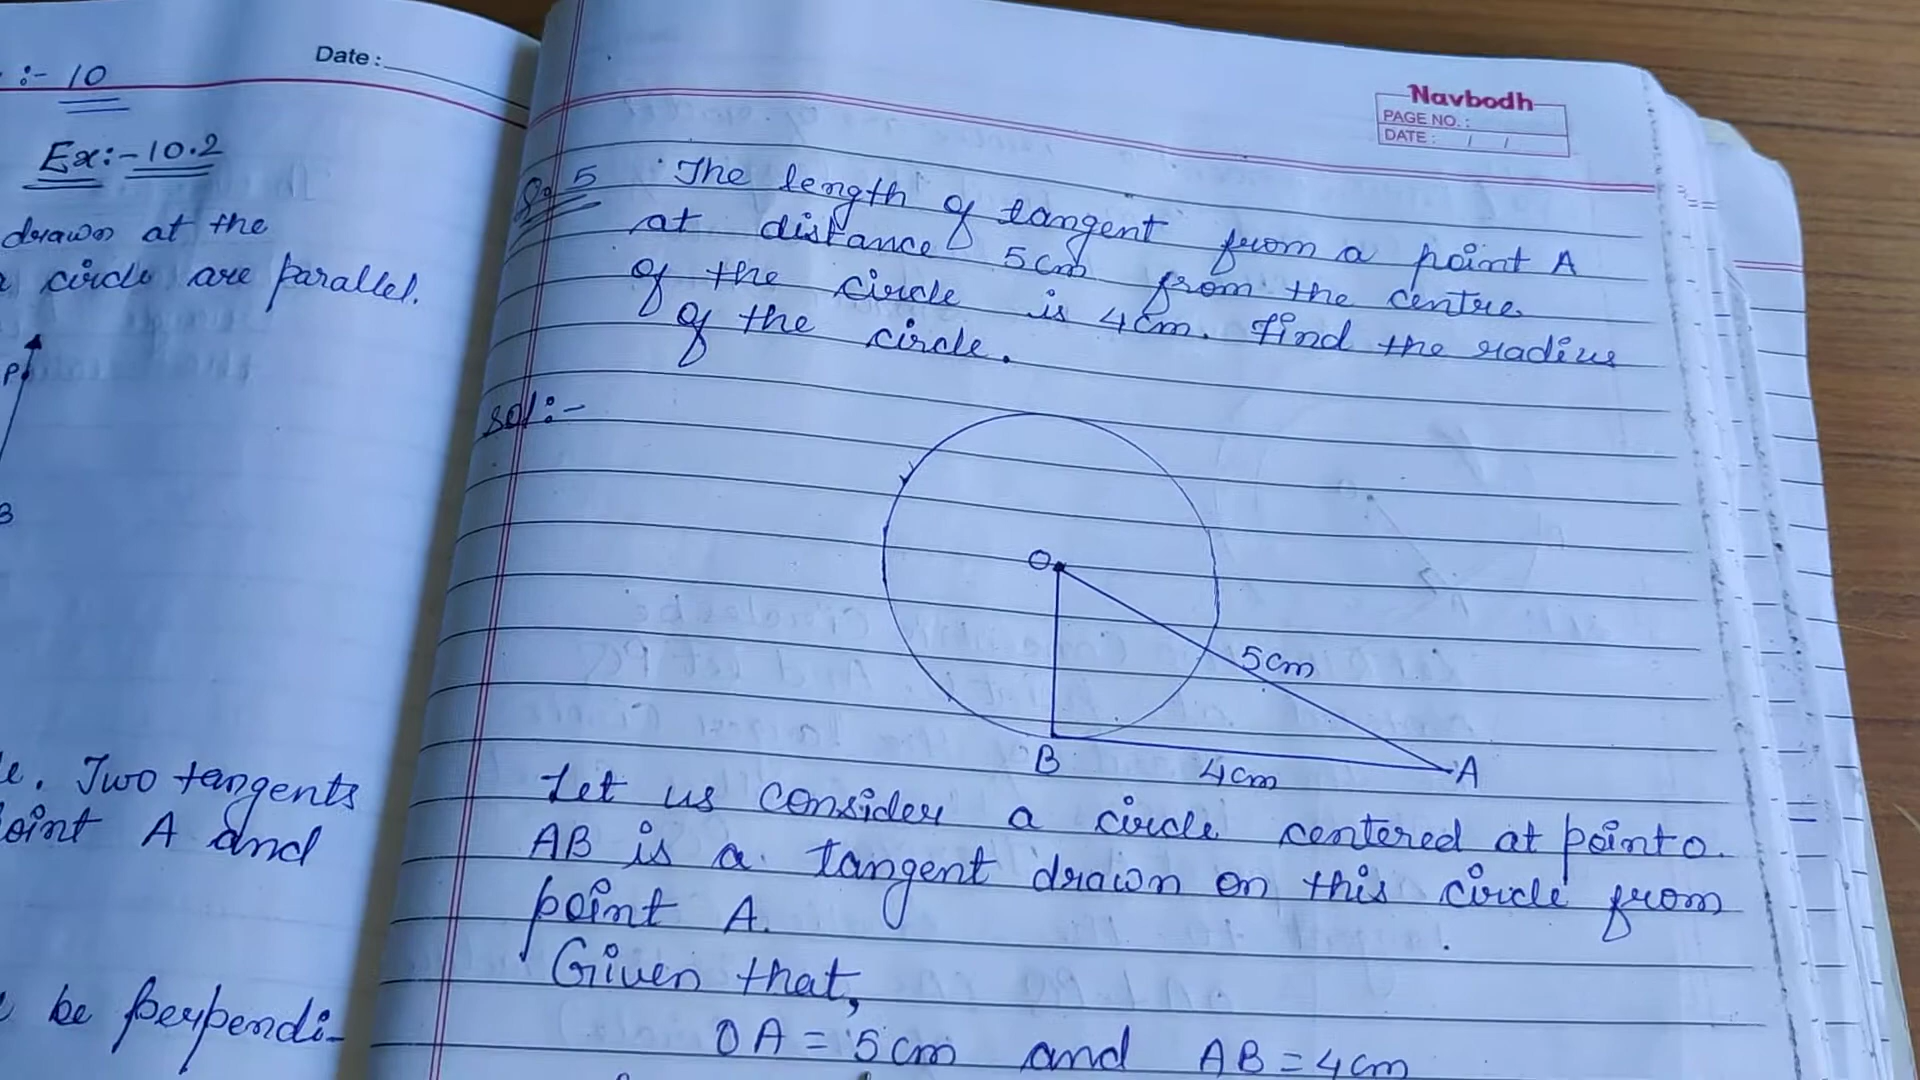 :- 10
Date :
Ex:- 10.2
drawn at the
circle are parallel.
P
B
Two tangents
point A and
be perpendi-
Navbodh
PAGE NO. :
DATE : / /
Q. 5 The length of tangent from a point A
at distance 5cm from the centre
of the circle is 4cm. find the radius
of the circle.
Sol:-
O
5cm
B
4cm
A
Let us consider a circle centered at point O.
AB is a tangent drawn on this circle from
point A.
Given that,
OA = 5cm and AB = 4cm